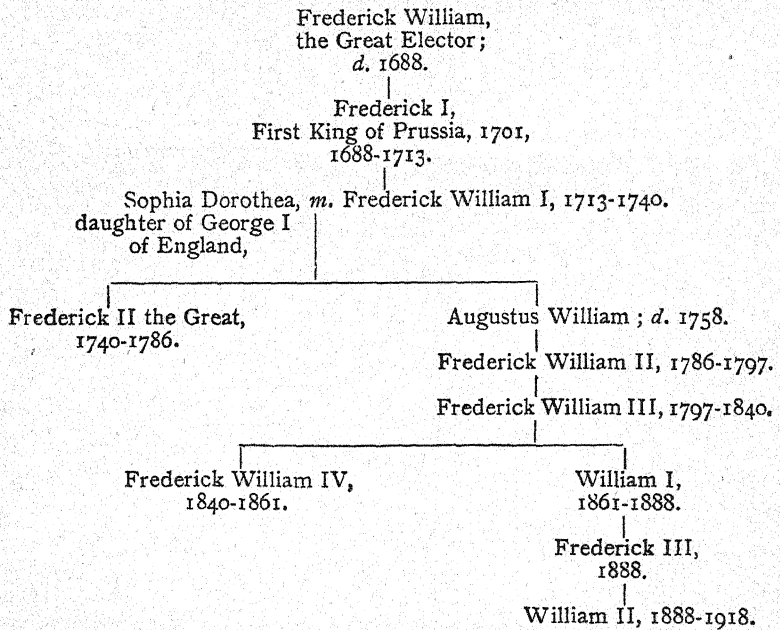 Frederick William,
the Great Elector;
d. 1688.
Frederick I,
First King of Prussia, 1701,
1688-1713.
Sophia Dorothea, m. Frederick William I, 1713-1740.
daughter of George I
of England,
Frederick II the Great,
1740-1786.
Augustus William ; d. 1758.
Frederick William II, 1786-1797.
Frederick William III, 1797-1840.
Frederick William IV,
1840-1861.
William I,
1861-1888.
Frederick III,
1888.
William II, 1888-1918.